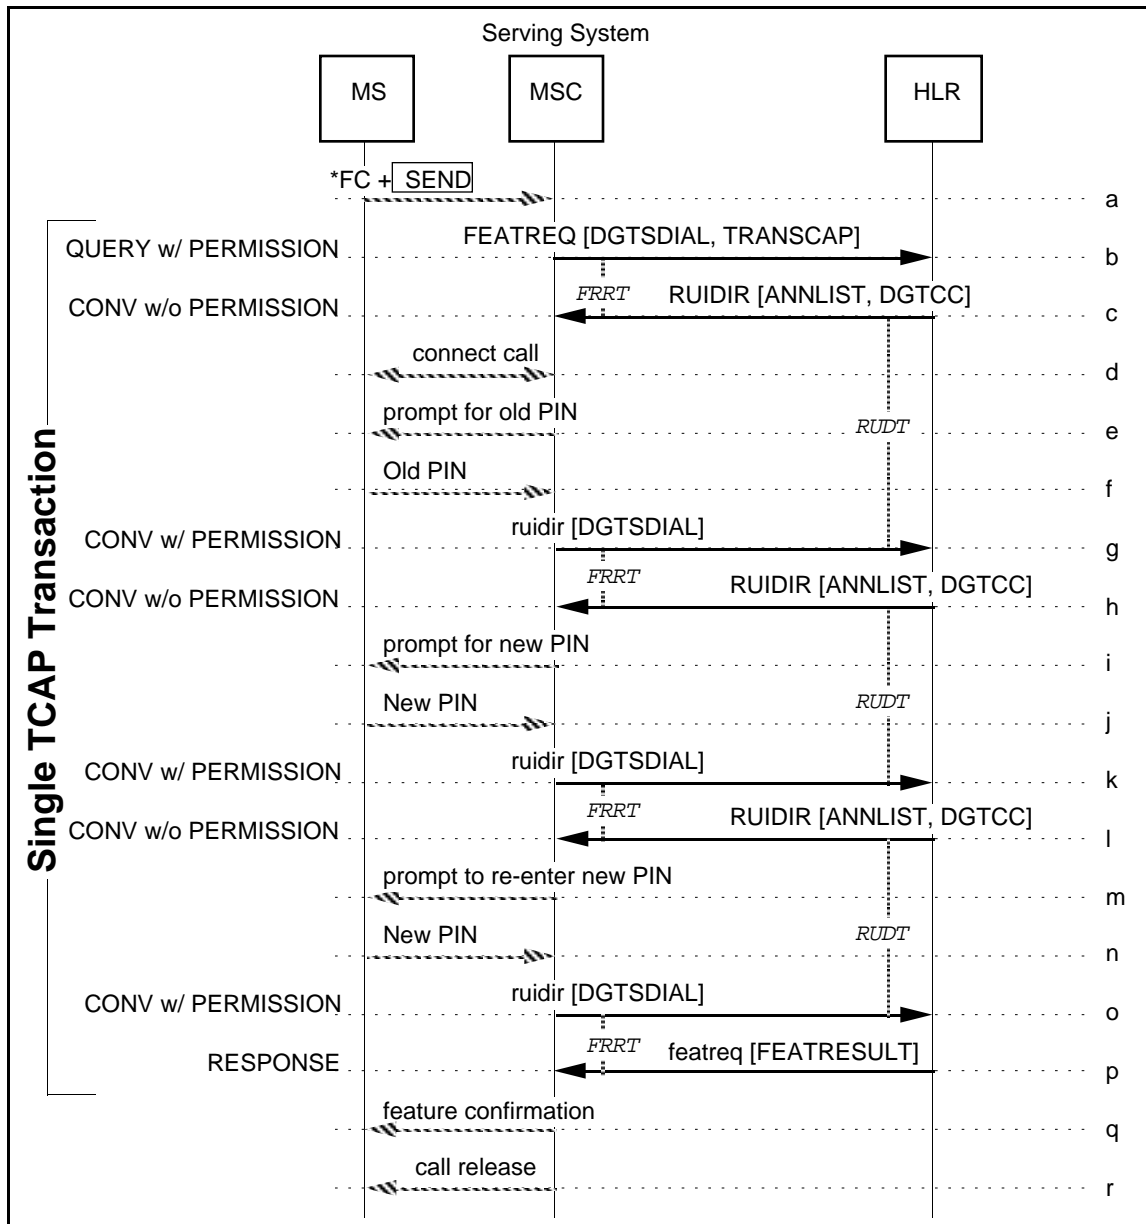 Serving System
MS MSC HLR
*FC + SEND
a
QUERY w/ PERMISSION FEATREQ [DGTSDIAL, TRANSCAP] b
FRRT
CONV w/o PERMISSION RUIDIR [ANNLIST, DGTCC] c
connect call d
prompt for old PIN RUDT e
Old PIN f
CONV w/ PERMISSION ruidir [DGTSDIAL] g
FRRT
CONV w/o PERMISSION RUIDIR [ANNLIST, DGTCC] h
prompt for new PIN i
New PIN RUDT j
CONV w/ PERMISSION ruidir [DGTSDIAL] k
FRRT
CONV w/o PERMISSION RUIDIR [ANNLIST, DGTCC] l
prompt to re-enter new PIN m
New PIN RUDT n
CONV w/ PERMISSION ruidir [DGTSDIAL] o
FRRT
RESPONSE featreq [FEATRESULT] p
feature confirmation q
call release r
Single TCAP Transaction